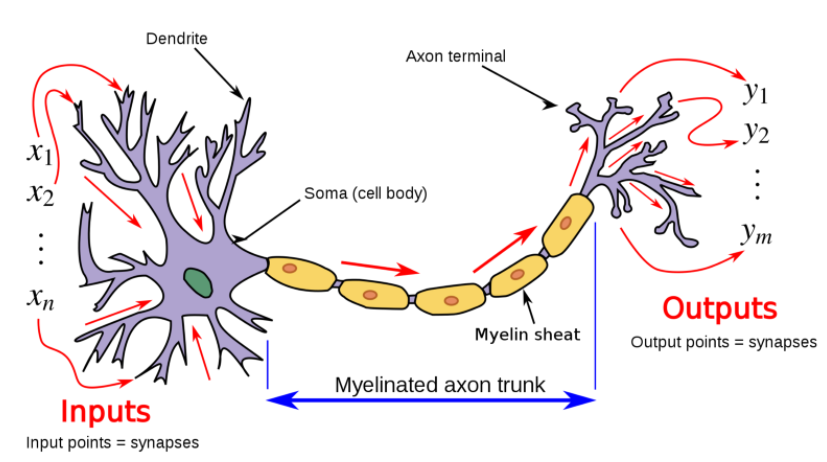 Dendrite
Axon terminal
x₁
x₂
⋮
xₙ
Soma (cell body)
y₁
y₂
⋮
yₘ
Myelin sheat
Outputs
Output points = synapses
Myelinated axon trunk
Inputs
Input points = synapses